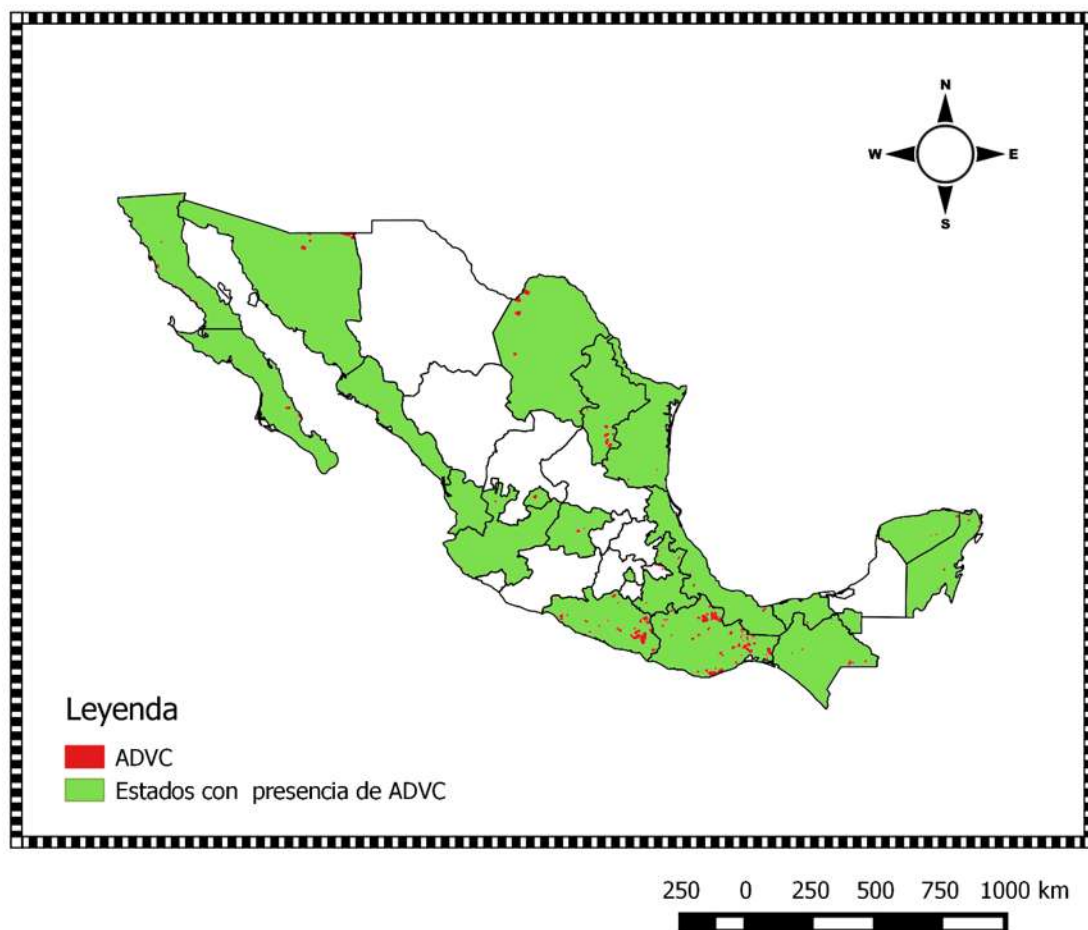 N
W E
S
Leyenda
ADVC
Estados con presencia de ADVC
250 0 250 500 750 1000 km